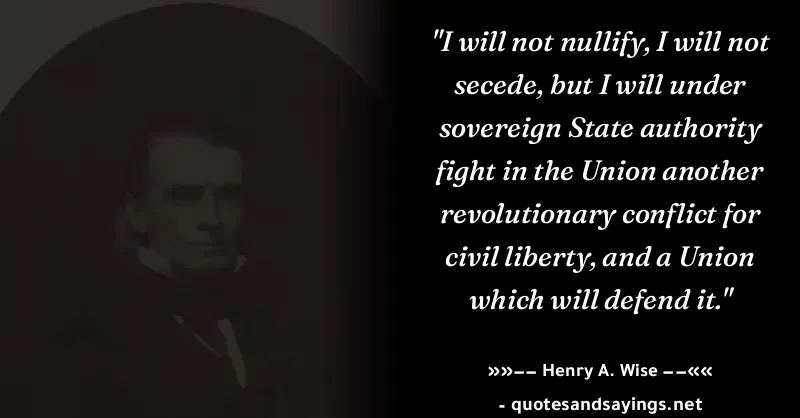 "I will not nullify, I will not
secede, but I will under
sovereign State authority
fight in the Union another
revolutionary conflict for
civil liberty, and a Union
which will defend it."
»»−− Henry A. Wise −−««
- quotesandsayings.net